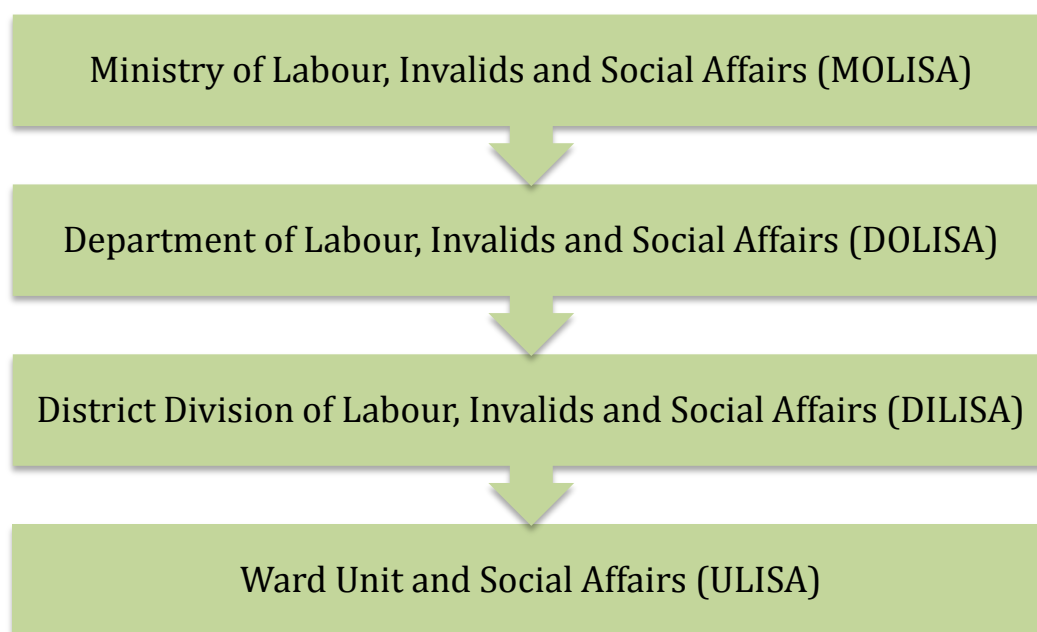 Ministry of Labour, Invalids and Social Affairs (MOLISA)
Department of Labour, Invalids and Social Affairs (DOLISA)
District Division of Labour, Invalids and Social Affairs (DILISA)
Ward Unit and Social Affairs (ULISA)